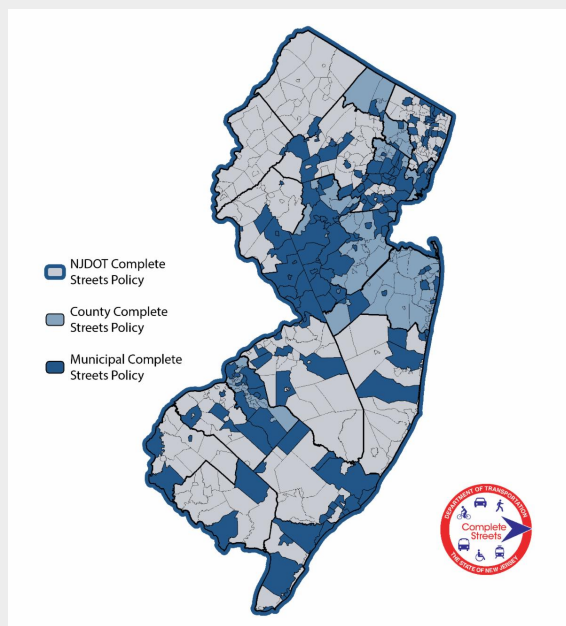 NJDOT Complete
Streets Policy
County Complete
Streets Policy
Municipal Complete
Streets Policy
DEPARTMENT OF TRANSPORTATION
Complete
Streets
THE STATE OF NEW JERSEY